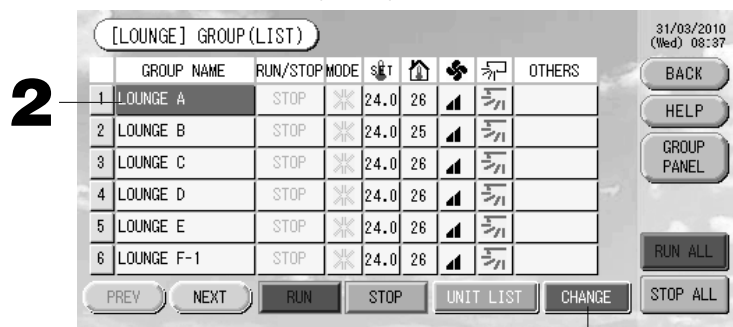 [LOUNGE] GROUP(LIST)
31/03/2010
(Wed) 08:37
GROUP NAME RUN/STOP MODE SET OTHERS
BACK
1 LOUNGE A STOP 24.0 26
2
HELP
2 LOUNGE B STOP 24.0 25
3 LOUNGE C STOP 24.0 26
GROUP
PANEL
4 LOUNGE D STOP 24.0 26
5 LOUNGE E STOP 24.0 26
6 LOUNGE F-1 STOP 24.0 26
RUN ALL
PREV NEXT RUN STOP UNIT LIST CHANGE STOP ALL